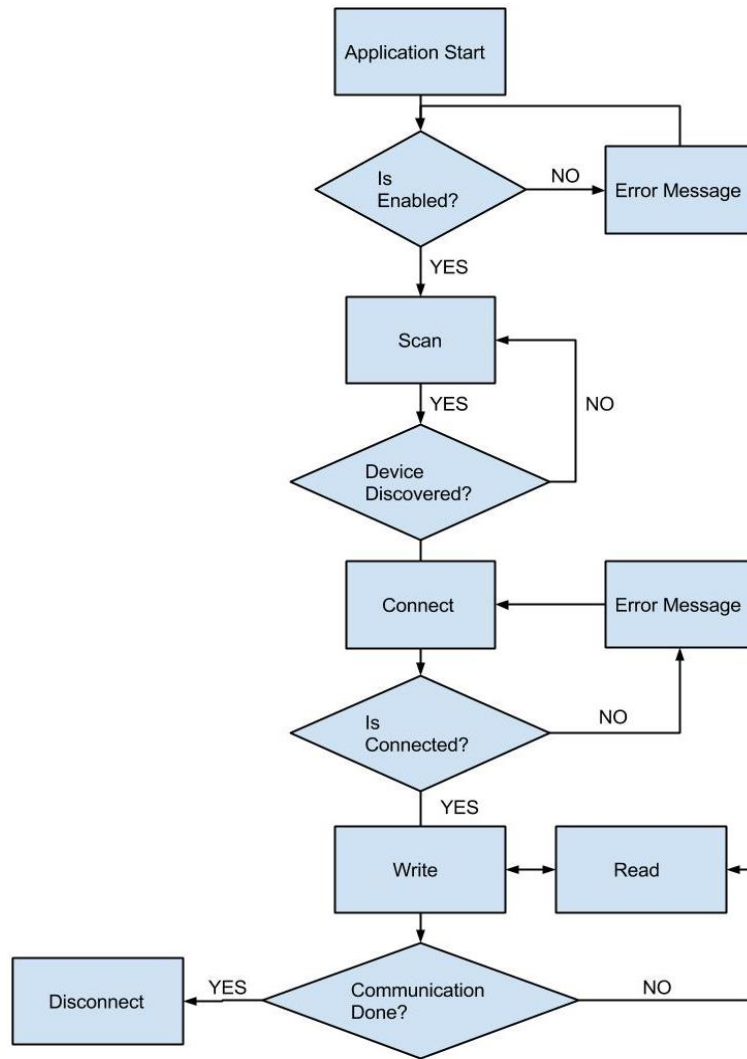 Application Start
Is
Enabled?
NO
Error Message
YES
Scan
YES
NO
Device
Discovered?
Connect
Error Message
Is
Connected?
NO
YES
Write
Read
Disconnect
YES
Communication
Done?
NO